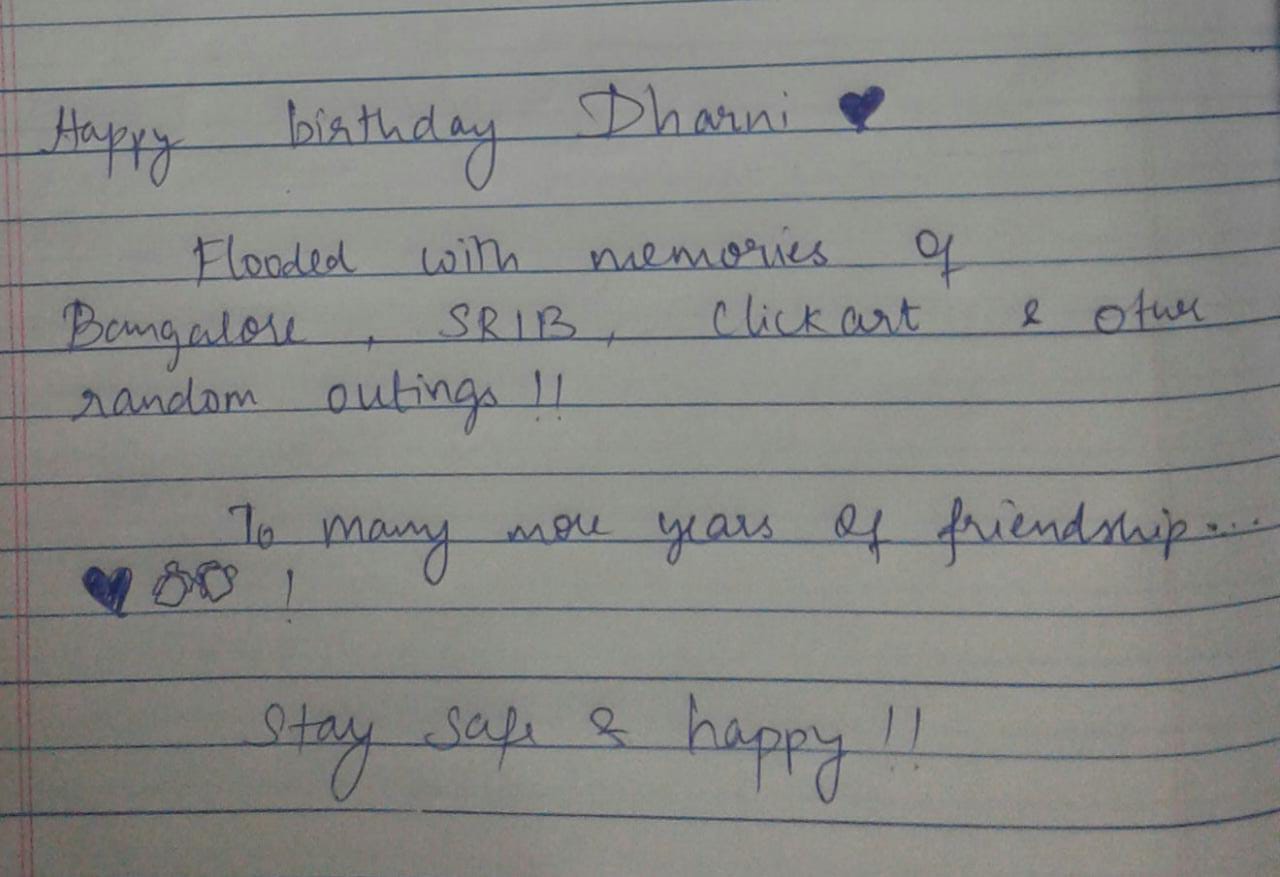 Happy birthday Dharni ♥
Flooded with memories of
Bangalore, SRIB, Clickart & other
random outings !!
To many more years of friendship...
♥ !
Stay safe & happy !!